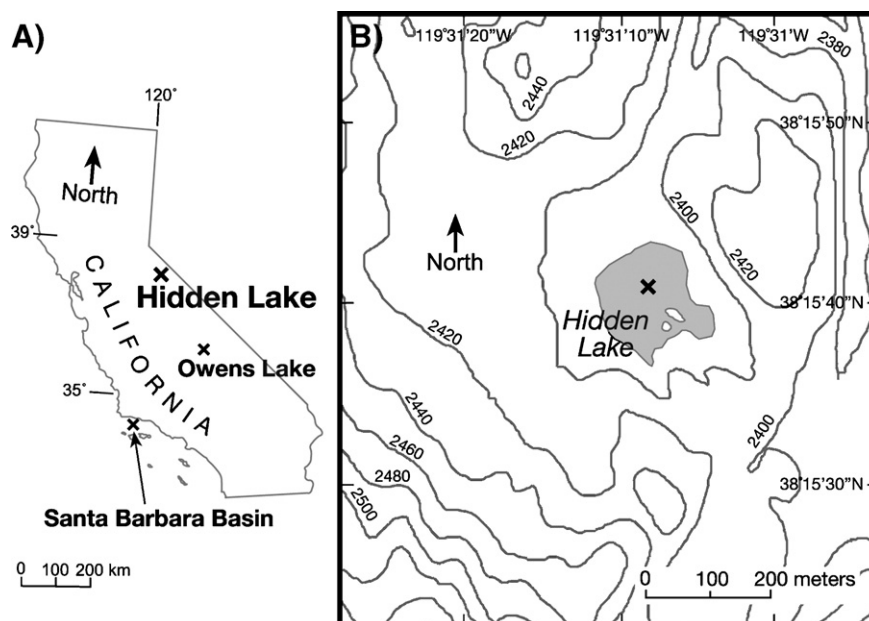 A)
120°
North
39°
CALIFORNIA
Hidden Lake
Owens Lake
35°
Santa Barbara Basin
0 100 200 km
B)
119°31'20"W
119°31'10"W
119°31'W
2380
2440
2420
38°15'50"N
2400
North
2420
38°15'40"N
Hidden
Lake
2420
2440
2400
2460
2480
2500
38°15'30"N
0 100 200 meters